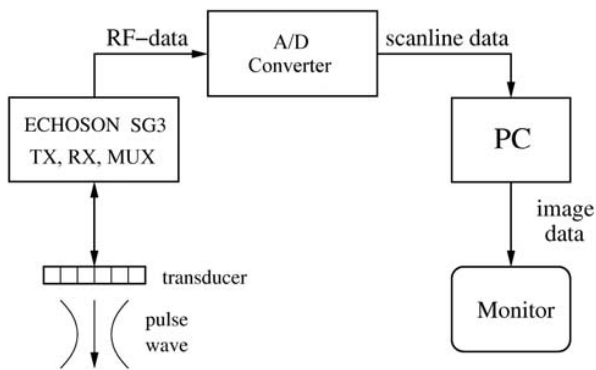 RF-data
A/D
Converter
scanline data
ECHOSON SG3
TX, RX, MUX
PC
image
data
transducer
Monitor
pulse
wave